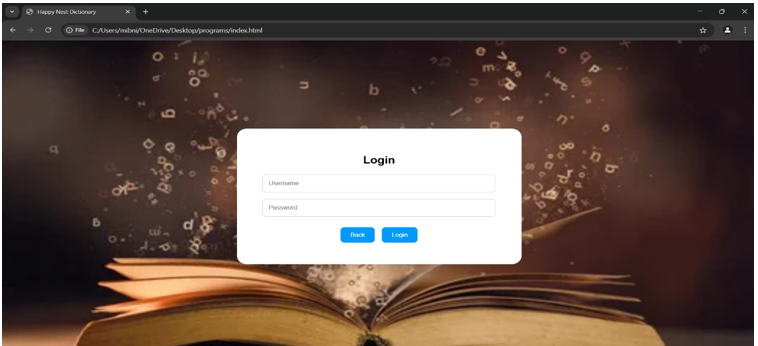 Happy Nest Dictionary
File C:/Users/mibni/OneDrive/Desktop/programs/index.html
Login
Username
Password
Back Login